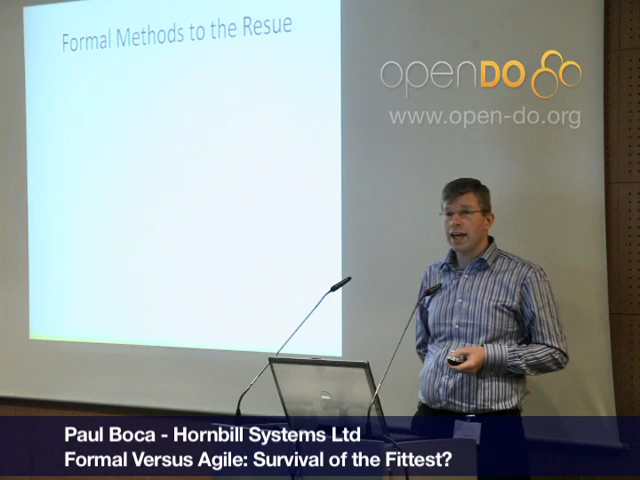 Formal Methods to the Resue
openDO
www.open-do.org
Paul Boca - Hornbill Systems Ltd
Formal Versus Agile: Survival of the Fittest?